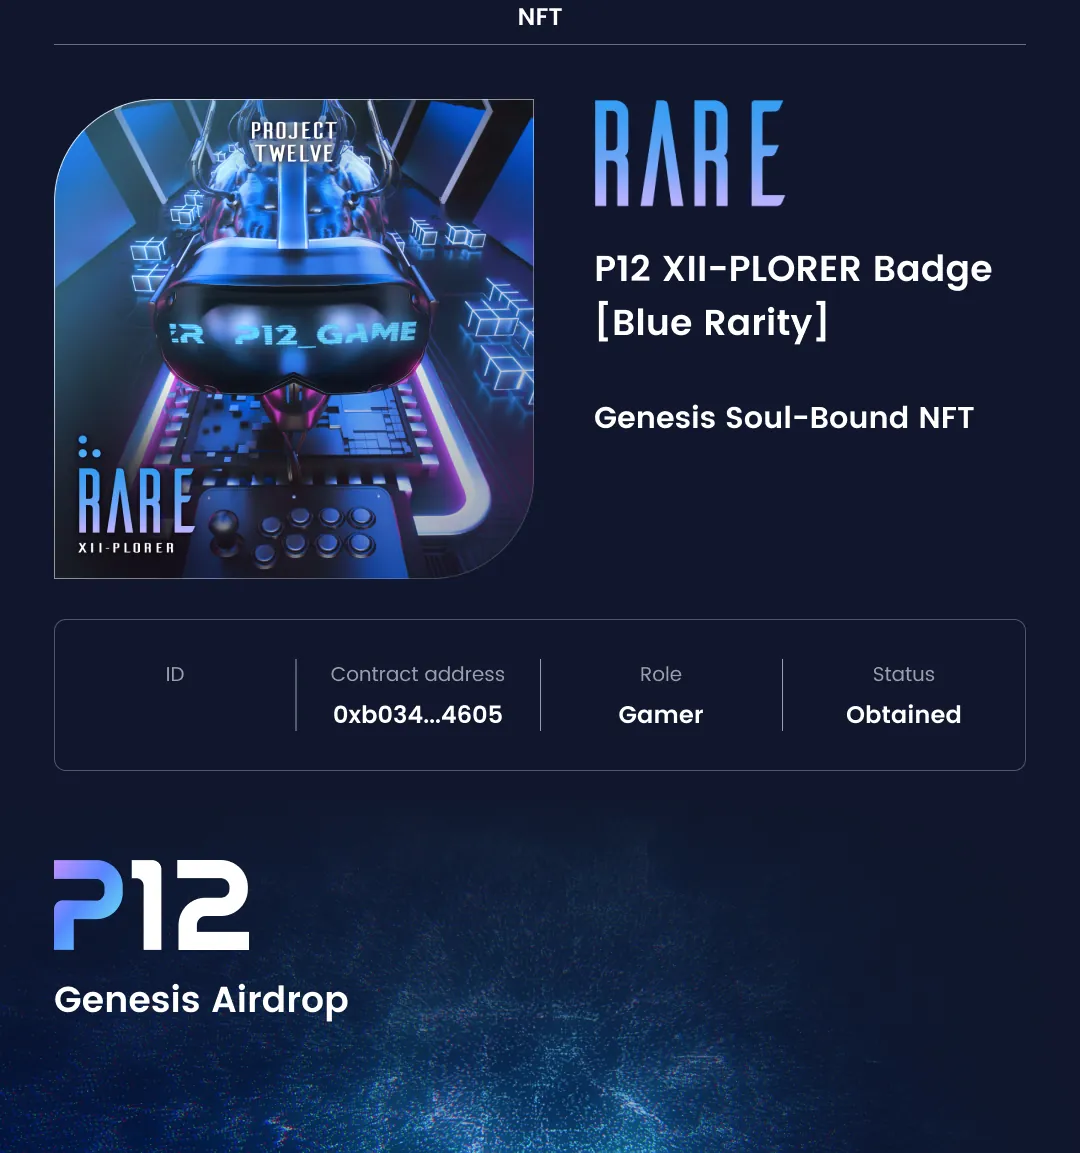 NFT
PROJECT
TWELVE
ER P12_GAME
RARE
XII-PLORER
RARE
P12 XII-PLORER Badge
[Blue Rarity]
Genesis Soul-Bound NFT
ID
Contract address
Role
Status
0xb034...4605
Gamer
Obtained
P12
Genesis Airdrop